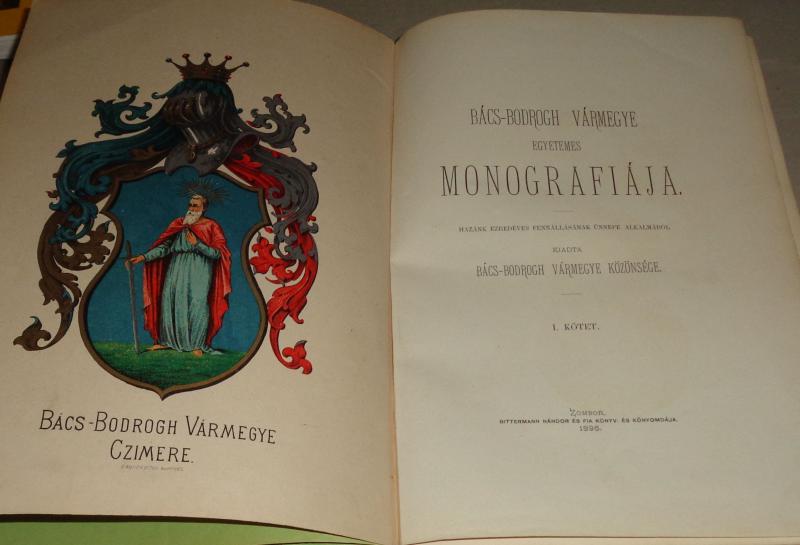 BÁCS-BODROGH VÁRMEGYE
CZIMERE.
BÁCS-BODROGH VÁRMEGYE
EGYETEMES
MONOGRAFIÁJA.
HAZÁNK EZREDÉVES FENNÁLLÁSÁNAK ÜNNEPE ALKALMÁBÓL
KIADTA
BÁCS-BODROGH VÁRMEGYE KÖZÖNSÉGE.
I. KÖTET.
ZOMBOR,
BITTERMANN NÁNDOR ÉS FIA KÖNYV- ÉS KŐNYOMDÁJA.
1896.